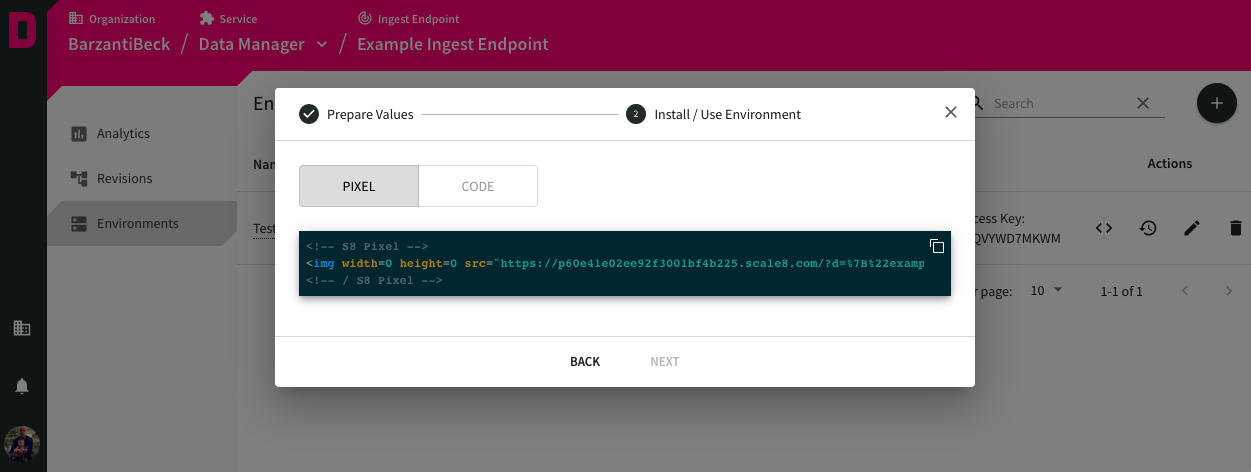 Organization
Service
Ingest Endpoint
BarzantiBeck / Data Manager / Example Ingest Endpoint
Analytics
Revisions
Environments
En
Search
Nan
Actions
Test
cess Key:
QVYWD7MKWM
r page:
10
1-1 of 1
Prepare Values
2
Install / Use Environment
PIXEL
CODE
<!-- S8 Pixel -->
<img width=0 height=0 src="https://p60e41e02ee92f3001bf4b225.scale8.com/?d=%7B%22examp
<!-- / S8 Pixel -->
BACK
NEXT